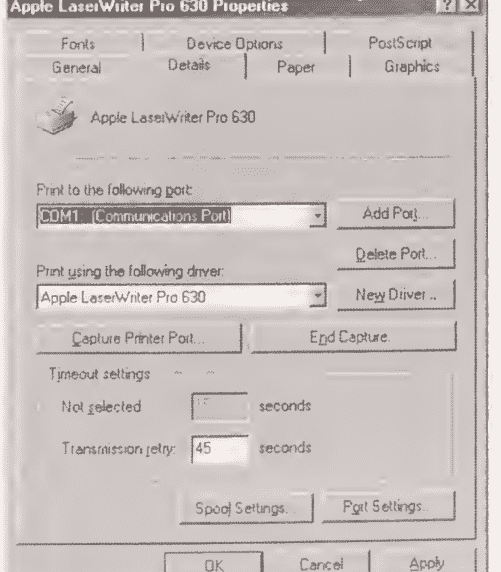 Apple LaserWriter Pro 630 Properties
Fonts Device Options PostScript
General Details Paper Graphics
Apple LaserWriter Pro 630
Print to the following port:
COM1: (Communications Port) Add Port...
Delete Port...
Print using the following driver:
Apple LaserWriter Pro 630 New Driver...
Capture Printer Port... End Capture...
Timeout settings
Not selected seconds
Transmission retry: 45 seconds
Spool Settings... Port Settings...
OK Cancel Apply